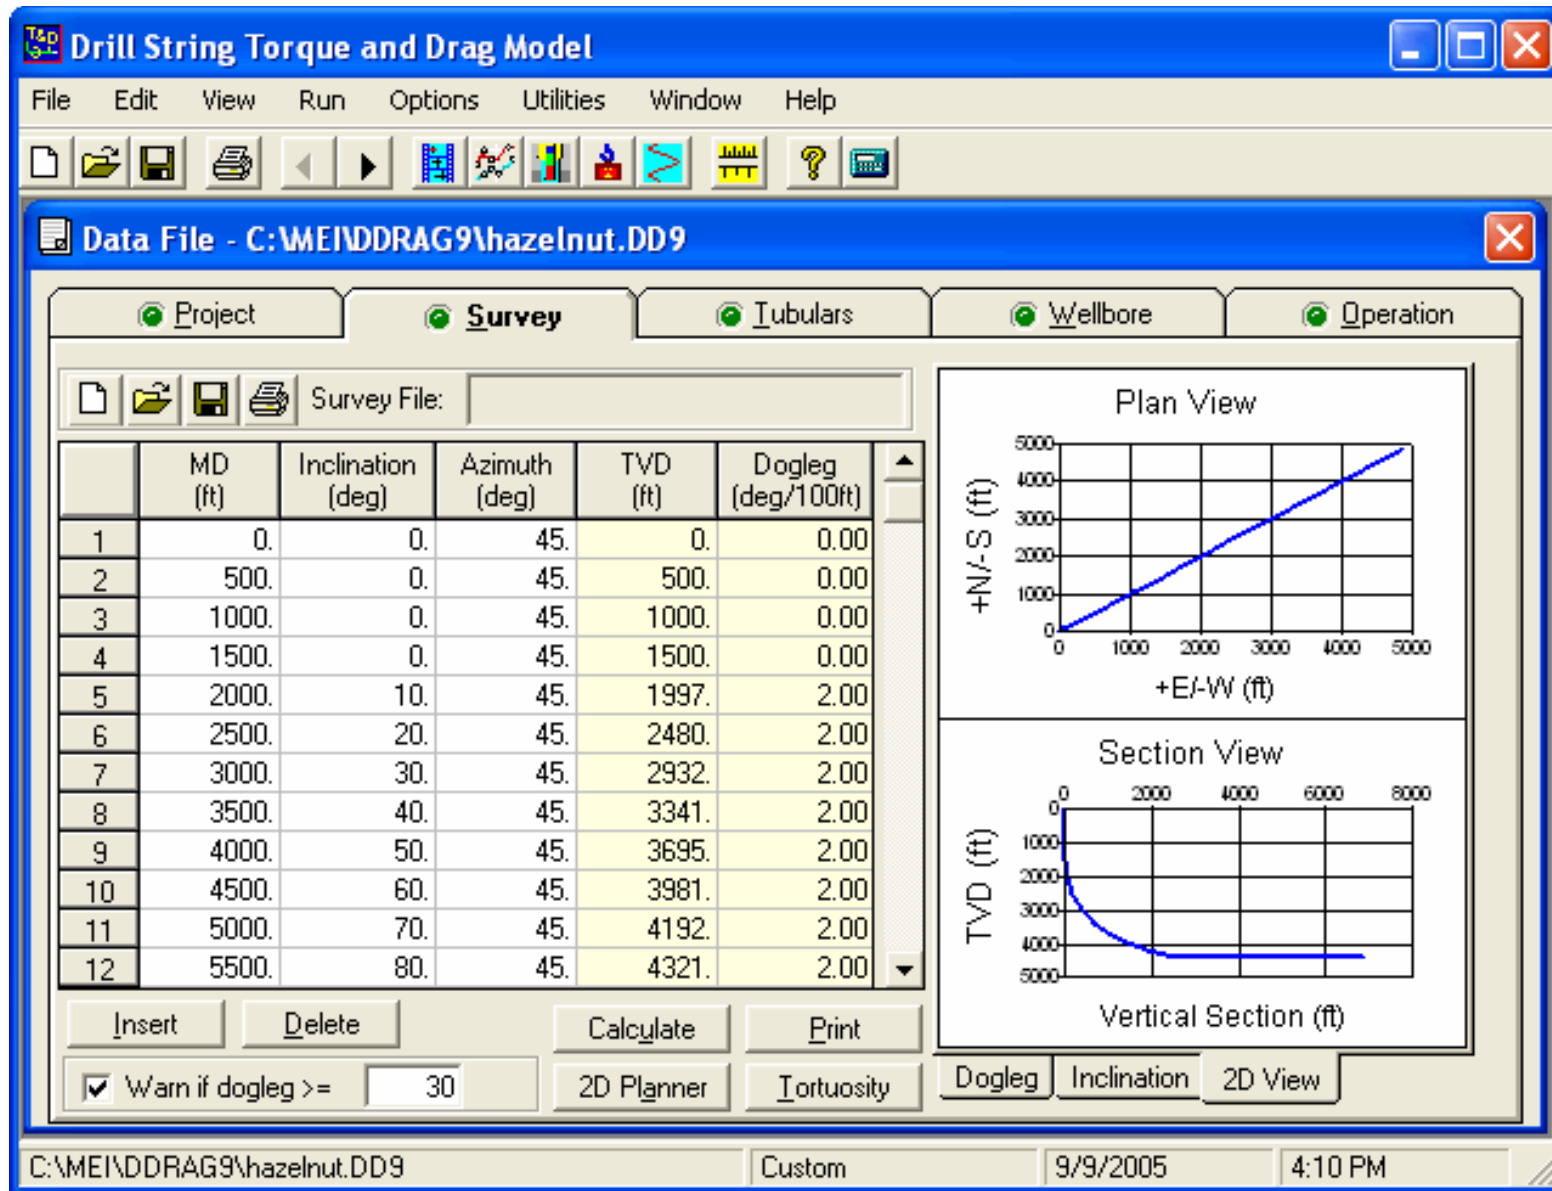 T&D Drill String Torque and Drag Model
File Edit View Run Options Utilities Window Help
Data File - C:\MEI\DDRAG9\hazelnut.DD9
Project Survey Tubulars Wellbore Operation
Survey File:
MD (ft) Inclination (deg) Azimuth (deg) TVD (ft) Dogleg (deg/100ft)
1 0. 0. 45. 0. 0.00
2 500. 0. 45. 500. 0.00
3 1000. 0. 45. 1000. 0.00
4 1500. 0. 45. 1500. 0.00
5 2000. 10. 45. 1997. 2.00
6 2500. 20. 45. 2480. 2.00
7 3000. 30. 45. 2932. 2.00
8 3500. 40. 45. 3341. 2.00
9 4000. 50. 45. 3695. 2.00
10 4500. 60. 45. 3981. 2.00
11 5000. 70. 45. 4192. 2.00
12 5500. 80. 45. 4321. 2.00
Insert Delete Calculate Print
Warn if dogleg >= 30 2D Planner Tortuosity
Plan View
+N/-S (ft)
5000
4000
3000
2000
1000
0
0 1000 2000 3000 4000 5000
+E/-W (ft)
Section View
0 2000 4000 6000 8000
TVD (ft)
0
1000
2000
3000
4000
5000
Vertical Section (ft)
Dogleg Inclination 2D View
C:\MEI\DDRAG9\hazelnut.DD9 Custom 9/9/2005 4:10 PM